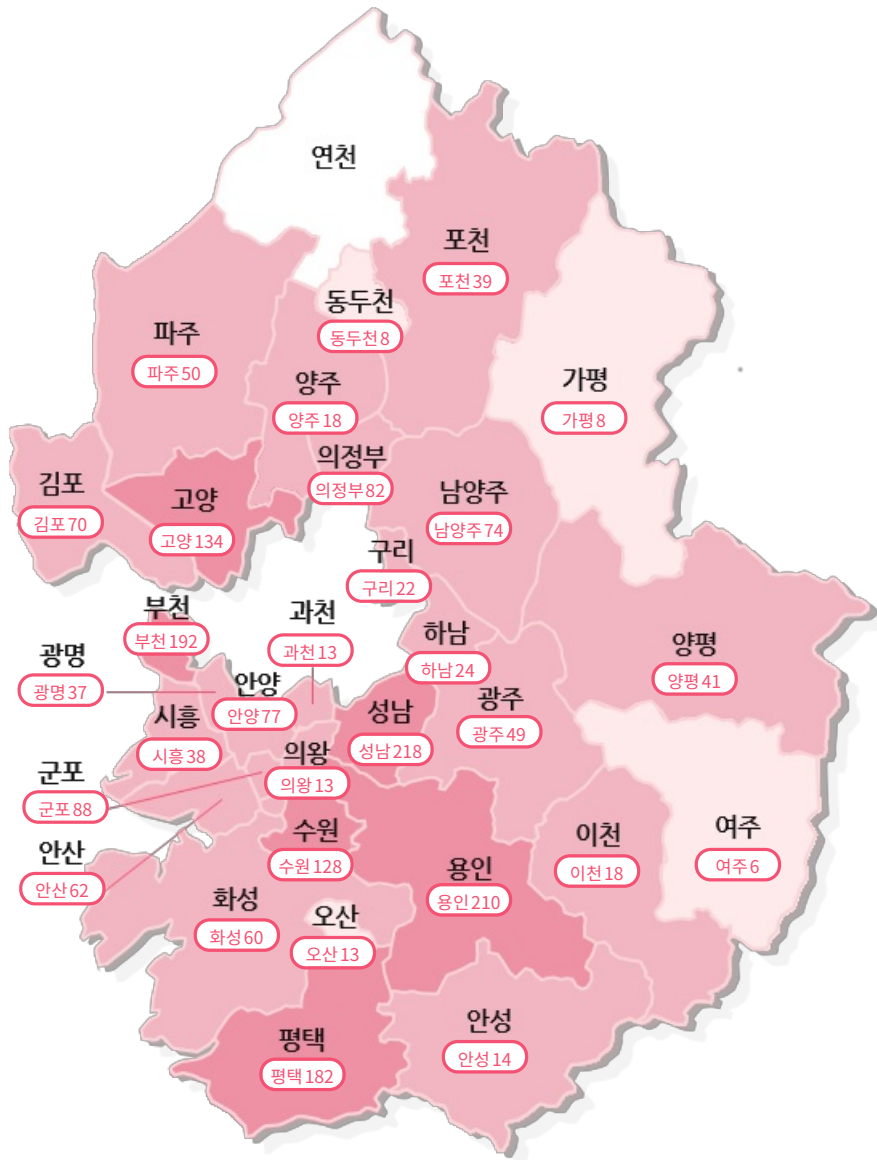 연천
포천
포천39
동두천
동두천8
파주
파주50
양주
양주18
가평
가평8
의정부
의정부82
김포
김포70
고양
고양134
남양주
남양주74
구리
구리22
부천
부천192
과천
과천13
하남
하남24
양평
양평41
광명
광명37
안양
안양77
시흥
시흥38
성남
성남218
광주
광주49
의왕
의왕13
군포
군포88
수원
수원128
이천
이천18
여주
여주6
안산
안산62
용인
용인210
화성
화성60
오산
오산13
안성
안성14
평택
평택182